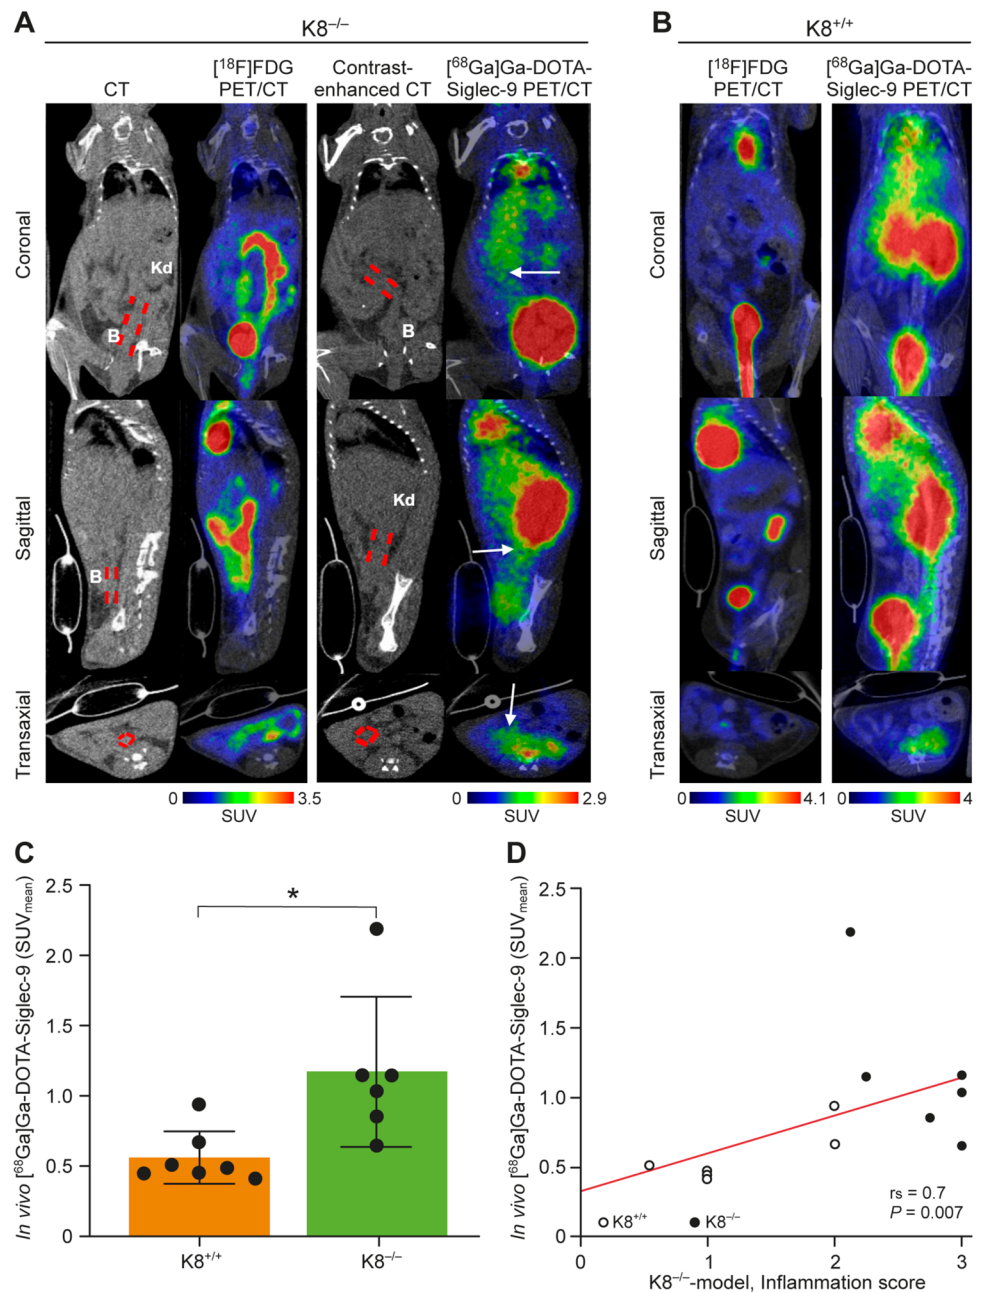 A
K8–/–
B
K8+/+
CT
[18F]FDG
PET/CT
Contrast-
enhanced CT
[68Ga]Ga-DOTA-
Siglec-9 PET/CT
[18F]FDG
PET/CT
[68Ga]Ga-DOTA-
Siglec-9 PET/CT
Coronal
Kd
B
B
Coronal
Sagittal
B
Kd
Sagittal
Transaxial
Transaxial
0 3.5
SUV
0 2.9
SUV
0 4.1
SUV
0 4
SUV
C
In vivo [68Ga]Ga-DOTA-Siglec-9 (SUVmean)
2.5
2.0
1.5
1.0
0.5
0
*
K8+/+
K8–/–
D
In vivo [68Ga]Ga-DOTA-Siglec-9 (SUVmean)
2.5
2.0
1.5
1.0
0.5
0
rs = 0.7
P = 0.007
K8+/+
K8–/–
0 1 2 3
K8–/–-model, Inflammation score